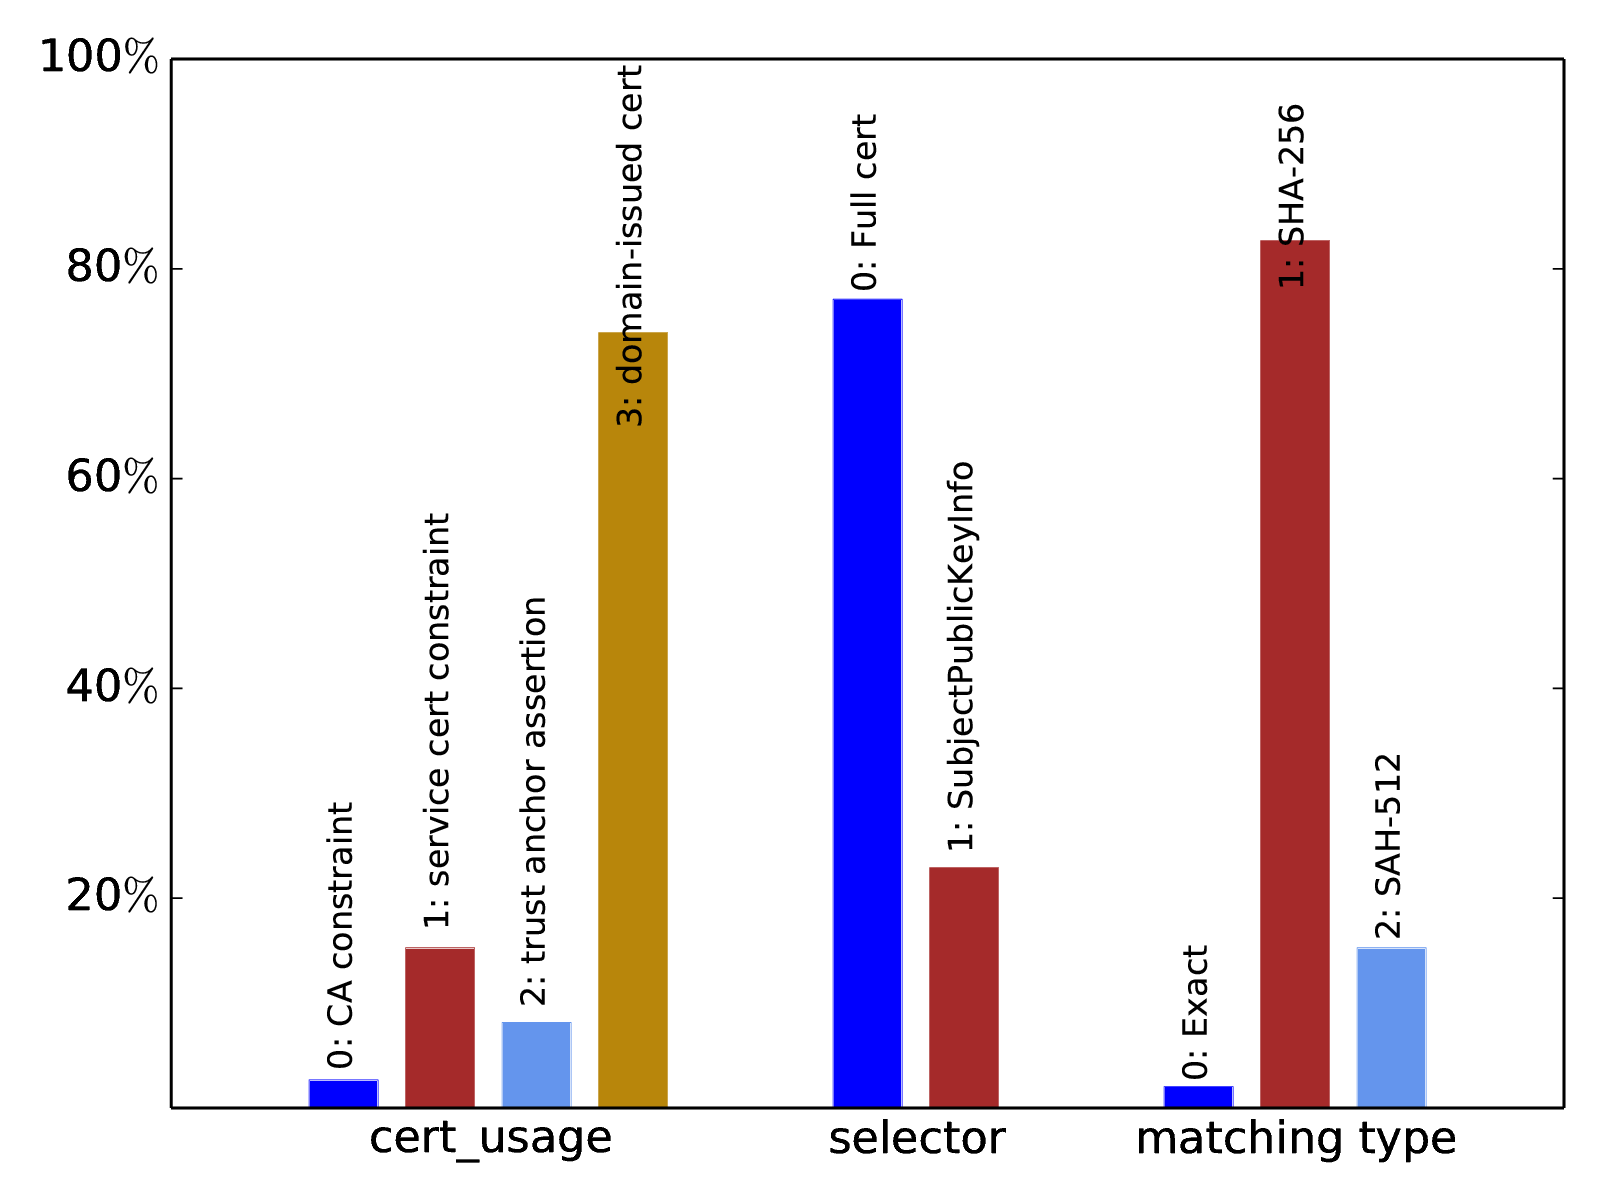 100%
80%
60%
40%
20%
0: CA constraint
1: service cert constraint
2: trust anchor assertion
3: domain-issued cert
0: Full cert
1: SubjectPublicKeyInfo
0: Exact
1: SHA-256
2: SAH-512
cert_usage
selector
matching type